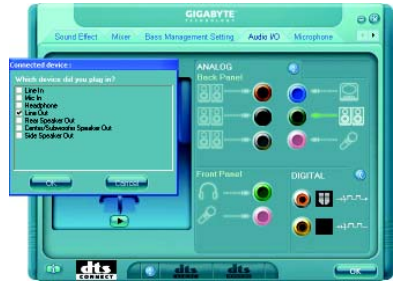 GIGABYTE
TECHNOLOGY
Sound Effect Mixer Bass Management Setting Audio I/O Microphone
Connected device :
Which device did you plug in?
Line In
Mic In
Headphone
Line Out
Rear Speaker Out
Center/Subwoofer Speaker Out
Side Speaker Out
OK Cancel
ANALOG
Back Panel
Front Panel
DIGITAL
dts
CONNECT
dts
dts
OK